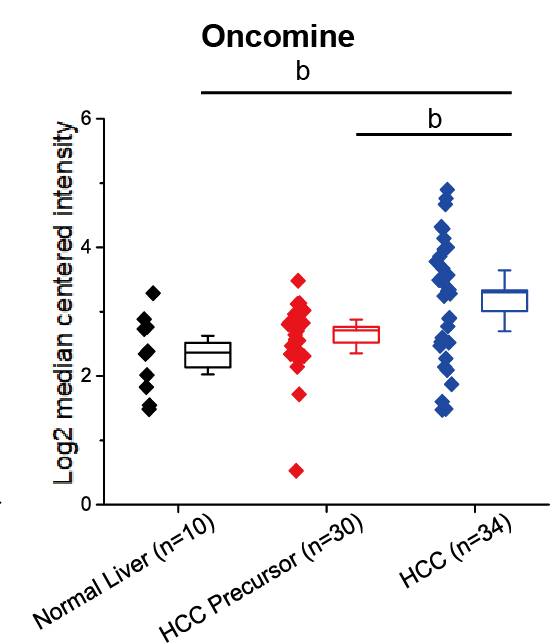 Oncomine
b
b
Log2 median centered intensity
6
4
2
0
Normal Liver (n=10)
HCC Precursor (n=30)
HCC (n=34)